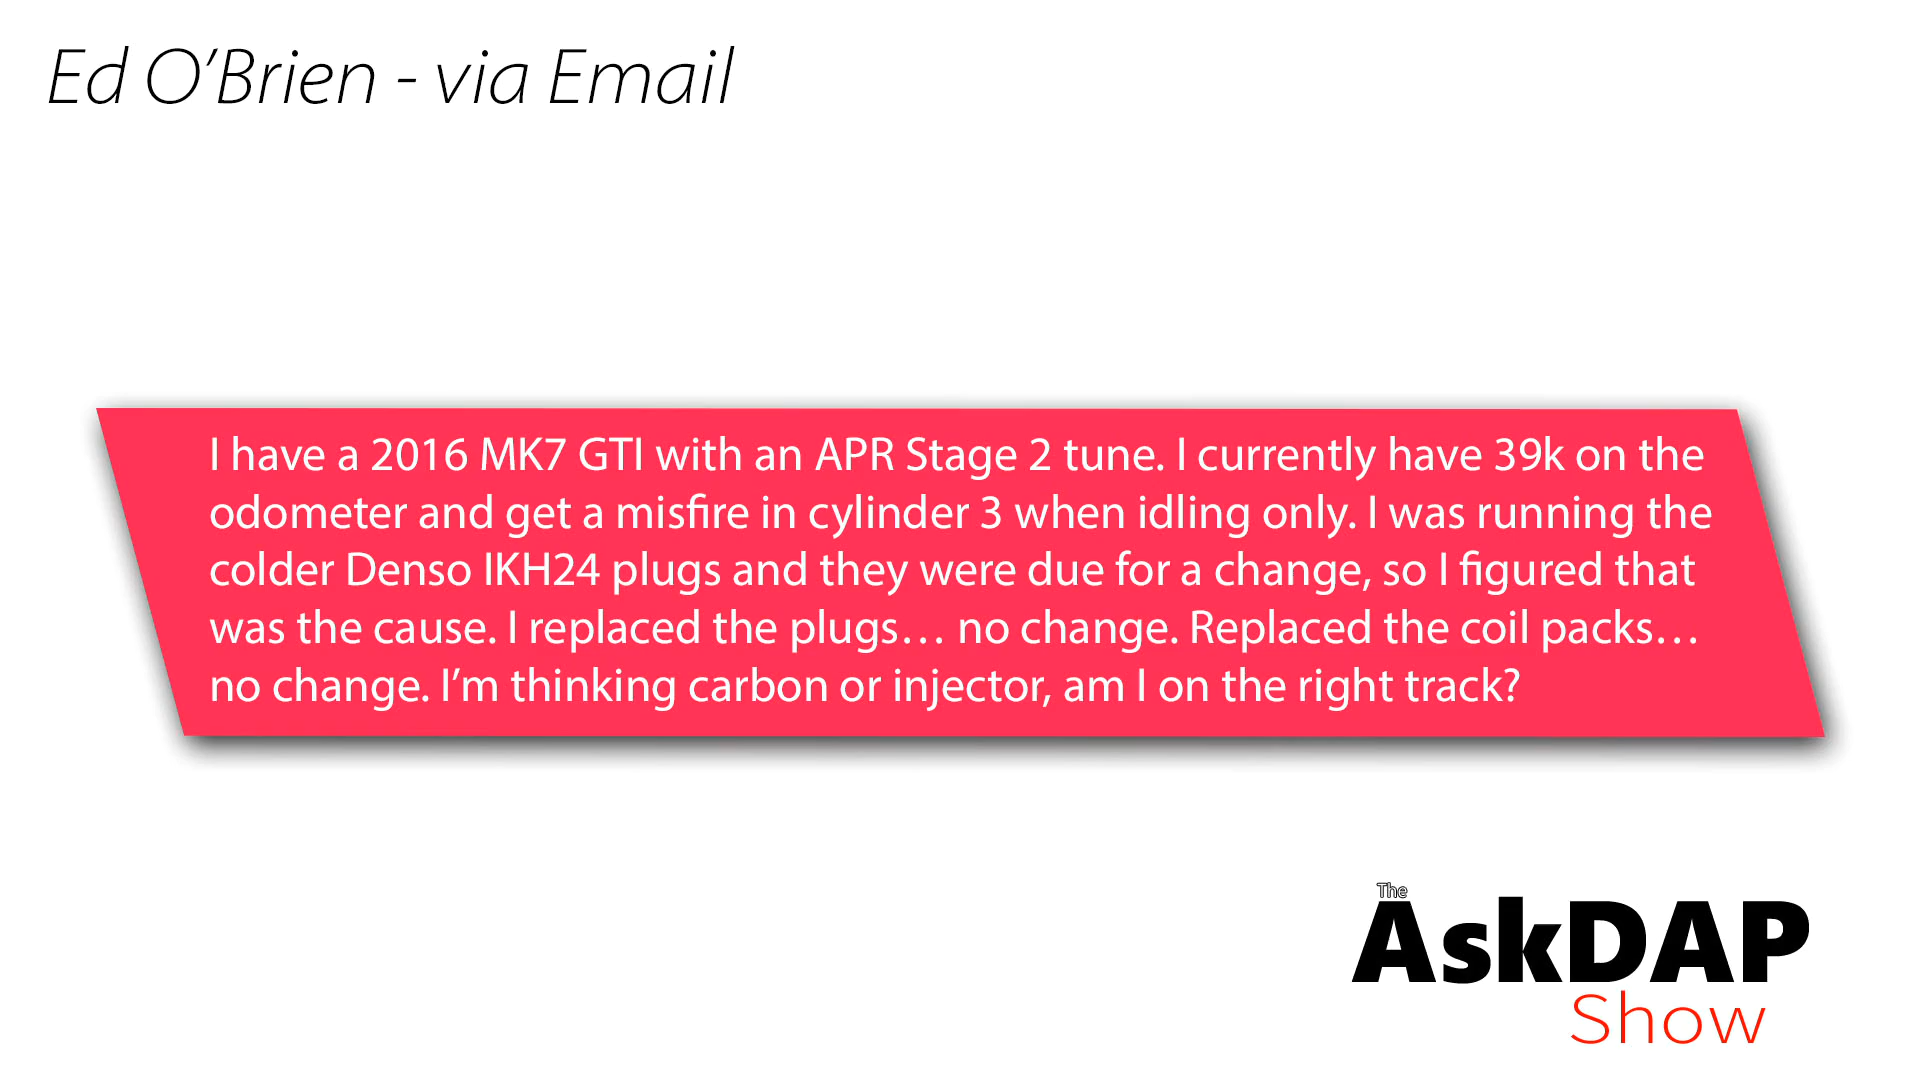 Ed O’Brien - via Email
I have a 2016 MK7 GTI with an APR Stage 2 tune. I currently have 39k on the
odometer and get a misfire in cylinder 3 when idling only. I was running the
colder Denso IKH24 plugs and they were due for a change, so I figured that
was the cause. I replaced the plugs… no change. Replaced the coil packs…
no change. I’m thinking carbon or injector, am I on the right track?
The
AskDAP
Show